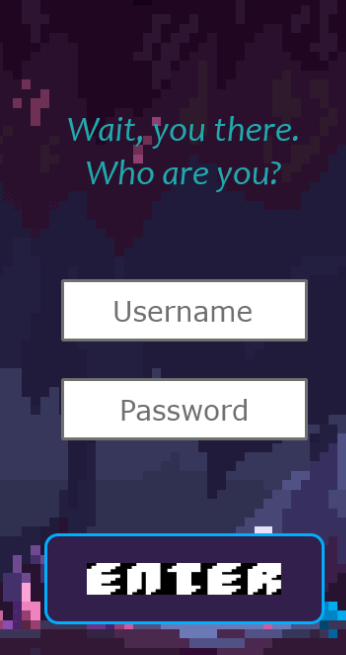 Wait, you there.
Who are you?
Username
Password
ENTER